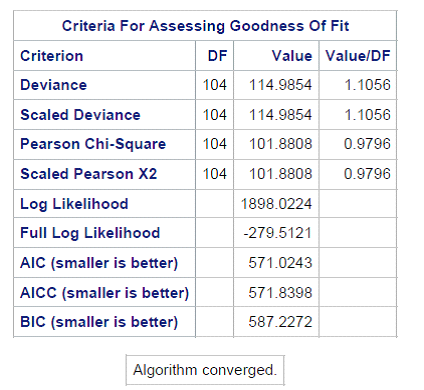 Criteria For Assessing Goodness Of Fit
Criterion DF Value Value/DF
Deviance 104 114.9854 1.1056
Scaled Deviance 104 114.9854 1.1056
Pearson Chi-Square 104 101.8808 0.9796
Scaled Pearson X2 104 101.8808 0.9796
Log Likelihood 1898.0224
Full Log Likelihood -279.5121
AIC (smaller is better) 571.0243
AICC (smaller is better) 571.8398
BIC (smaller is better) 587.2272
Algorithm converged.